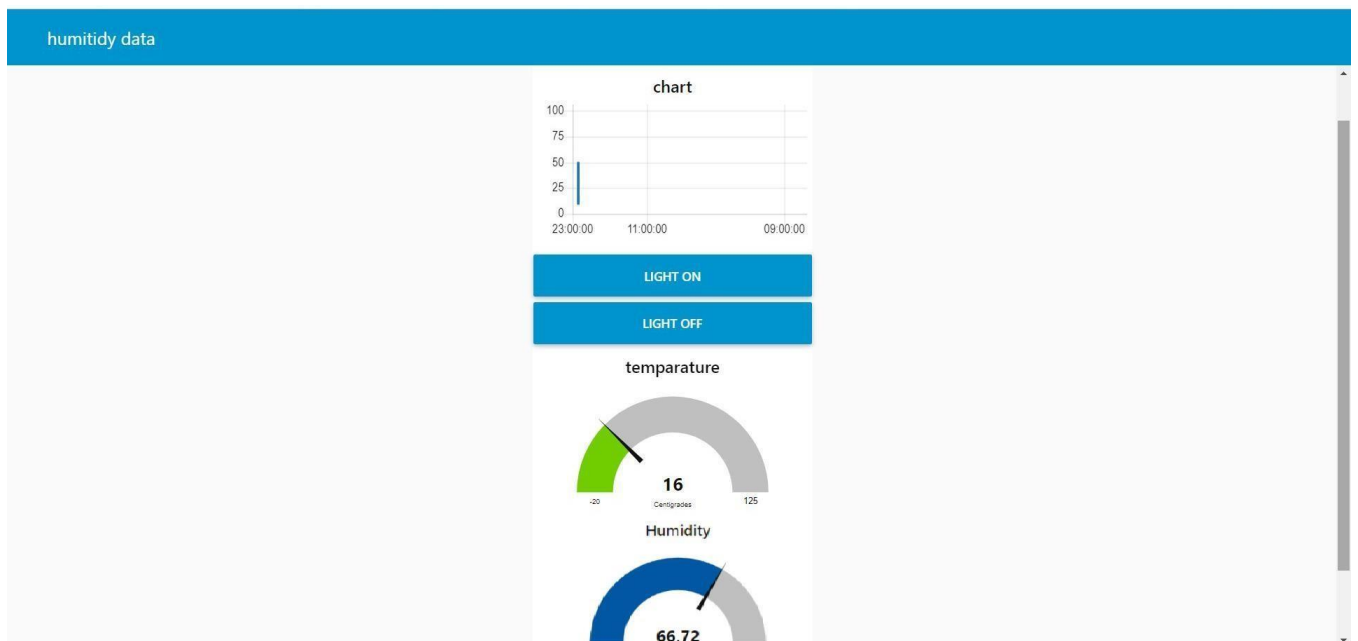 humitidy data
chart
100
75
50
25
0
23:00:00 11:00:00 09:00:00
LIGHT ON
LIGHT OFF
temparature
16
-20 Centigrades 125
Humidity
66.72